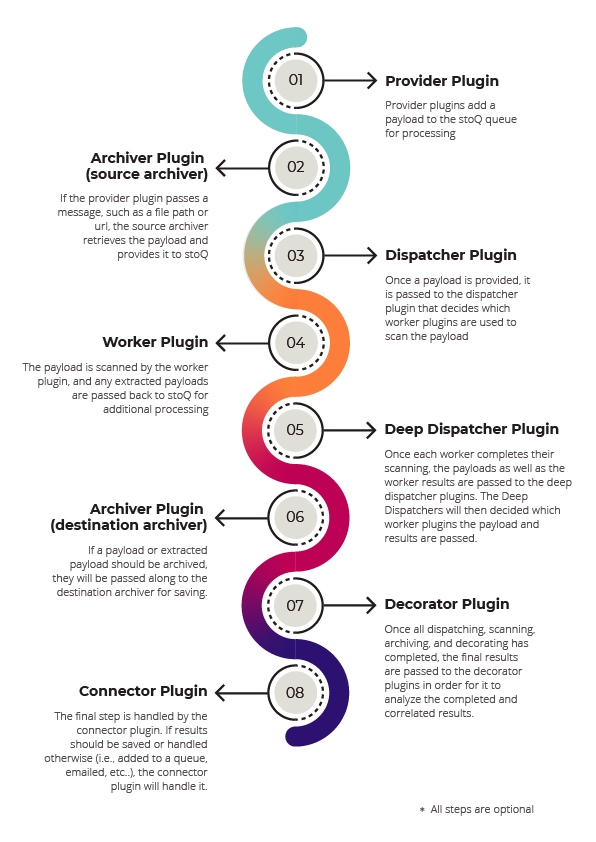 01
Provider Plugin
Provider plugins add a
payload to the stoQ queue
for processing
02
Archiver Plugin
(source archiver)
If the provider plugin passes a
message, such as a file path or
url, the source archiver
retrieves the payload and
provides it to stoQ
03
Dispatcher Plugin
Once a payload is provided, it
is passed to the dispatcher
plugin that decides which
worker plugins are used to
scan the payload
04
Worker Plugin
The payload is scanned by the worker
plugin, and any extracted payloads
are passed back to stoQ for
additional processing
05
Deep Dispatcher Plugin
Once each worker completes their
scanning, the payloads as well as the
worker results are passed to the deep
dispatcher plugins. The Deep
Dispatchers will then decided which
worker plugins the payload and
results are passed.
06
Archiver Plugin
(destination archiver)
If a payload or extracted
payload should be archived,
they will be passed along to the
destination archiver for saving.
07
Decorator Plugin
Once all dispatching, scanning,
archiving, and decorating has
completed, the final results
are passed to the decorator
plugins in order for it to
analyze the completed and
correlated results.
08
Connector Plugin
The final step is handled by the
connector plugin. If results
should be saved or handled
otherwise (i.e., added to a queue,
emailed, etc..), the connector
plugin will handle it.
* All steps are optional